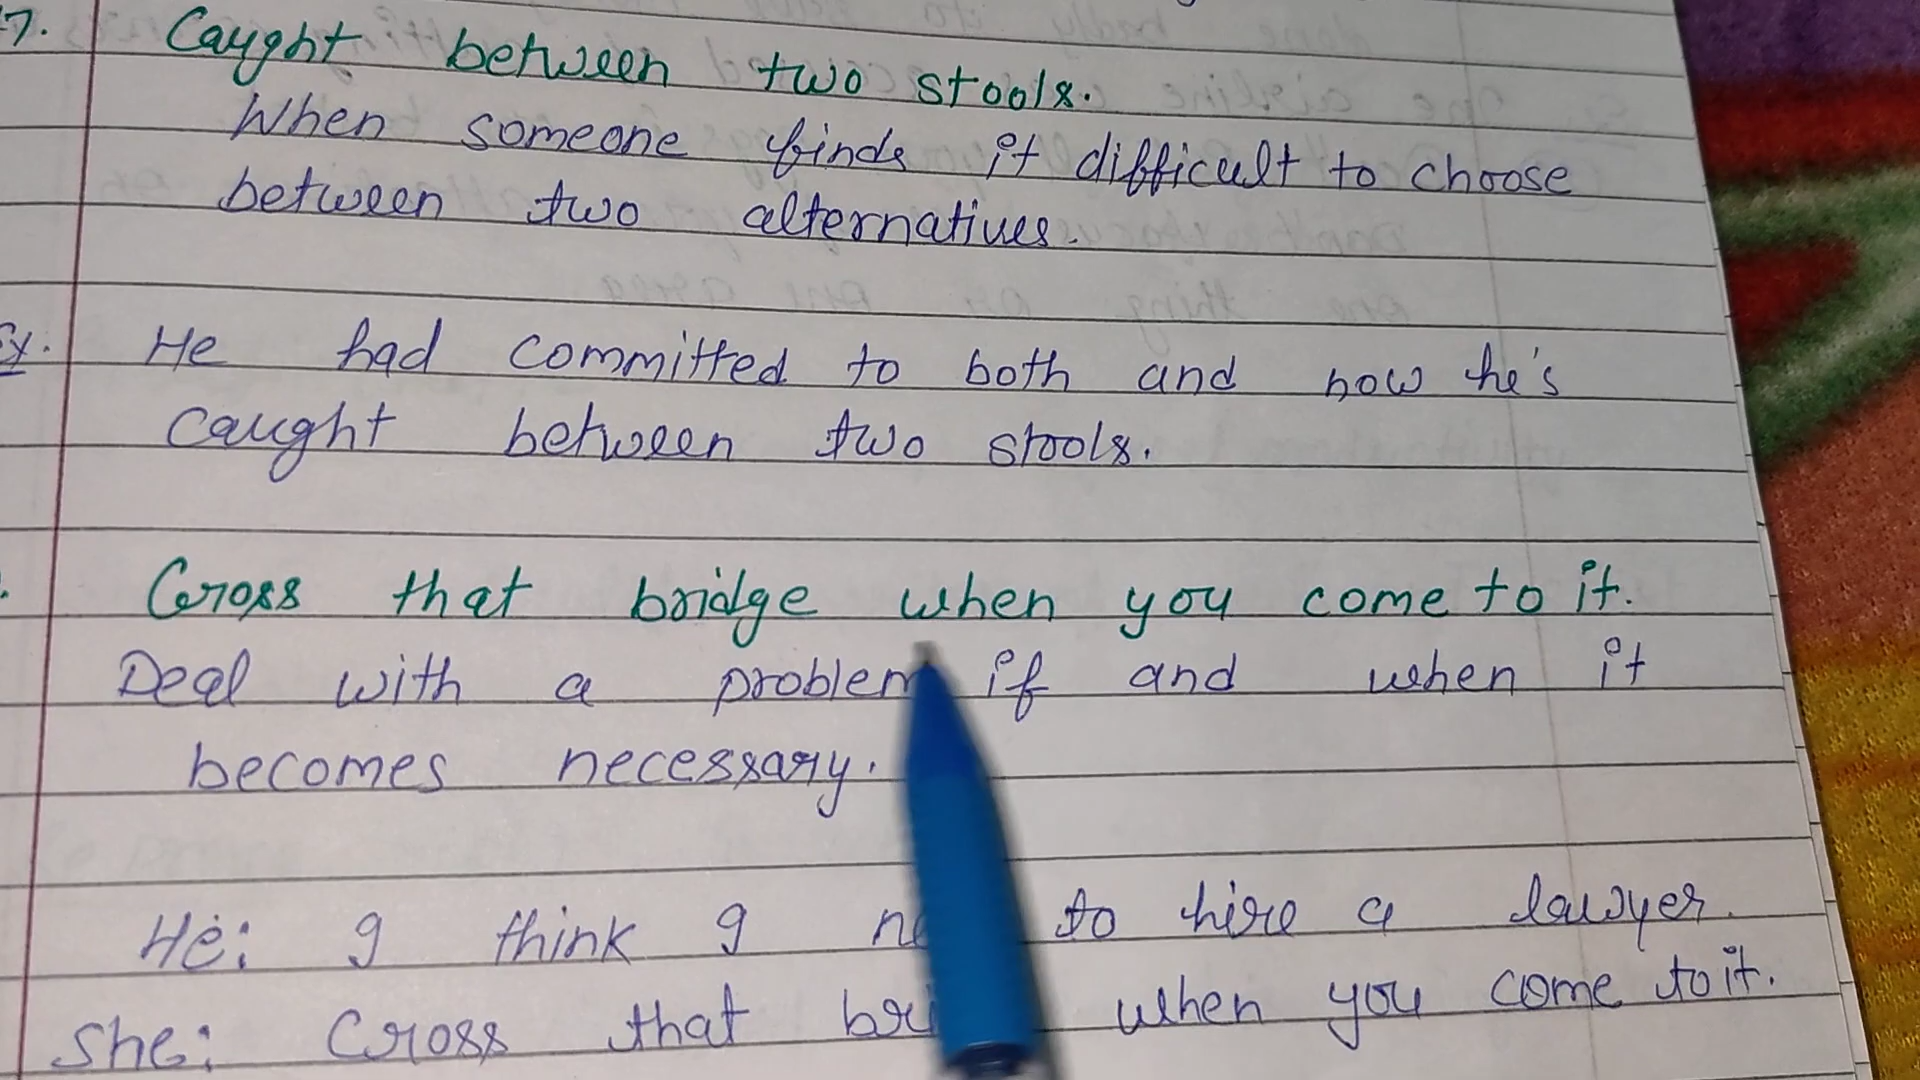 7. Caught between two stools.
When someone finds it difficult to choose
between two alternatives.
Ex. He had committed to both and now he's
caught between two stools.
. Cross that bridge when you come to it.
Deal with a problem if and when it
becomes necessary.
He: I think I to hire a lawyer.
She: Cross that when you come to it.